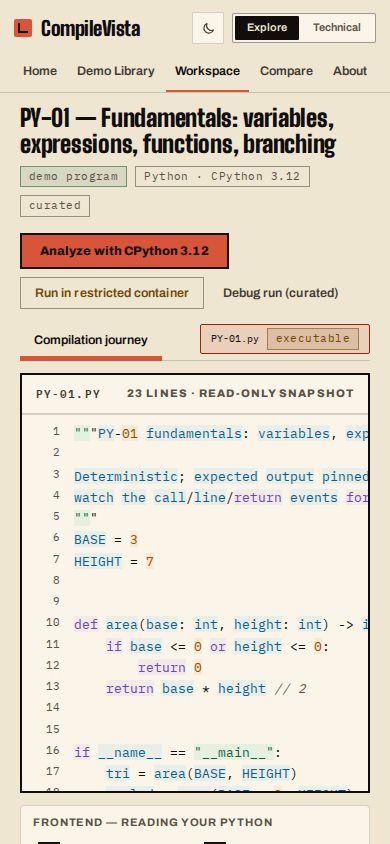 CompileVista
Explore Technical
Home Demo Library Workspace Compare About
PY-01 — Fundamentals: variables,
expressions, functions, branching
demo program Python · CPython 3.12
curated
Analyze with CPython 3.12
Run in restricted container Debug run (curated)
Compilation journey PY-01.py executable
PY-01.PY 23 LINES · READ-ONLY SNAPSHOT
1 """PY-01 fundamentals: variables, exp
2
3 Deterministic; expected output pinned
4 watch the call/line/return events for
5 """
6 BASE = 3
7 HEIGHT = 7
8
9
10 def area(base: int, height: int) -> i
11 if base <= 0 or height <= 0:
12 return 0
13 return base * height // 2
14
15
16 if __name__ == "__main__":
17 tri = area(BASE, HEIGHT)
FRONTEND — READING YOUR PYTHON